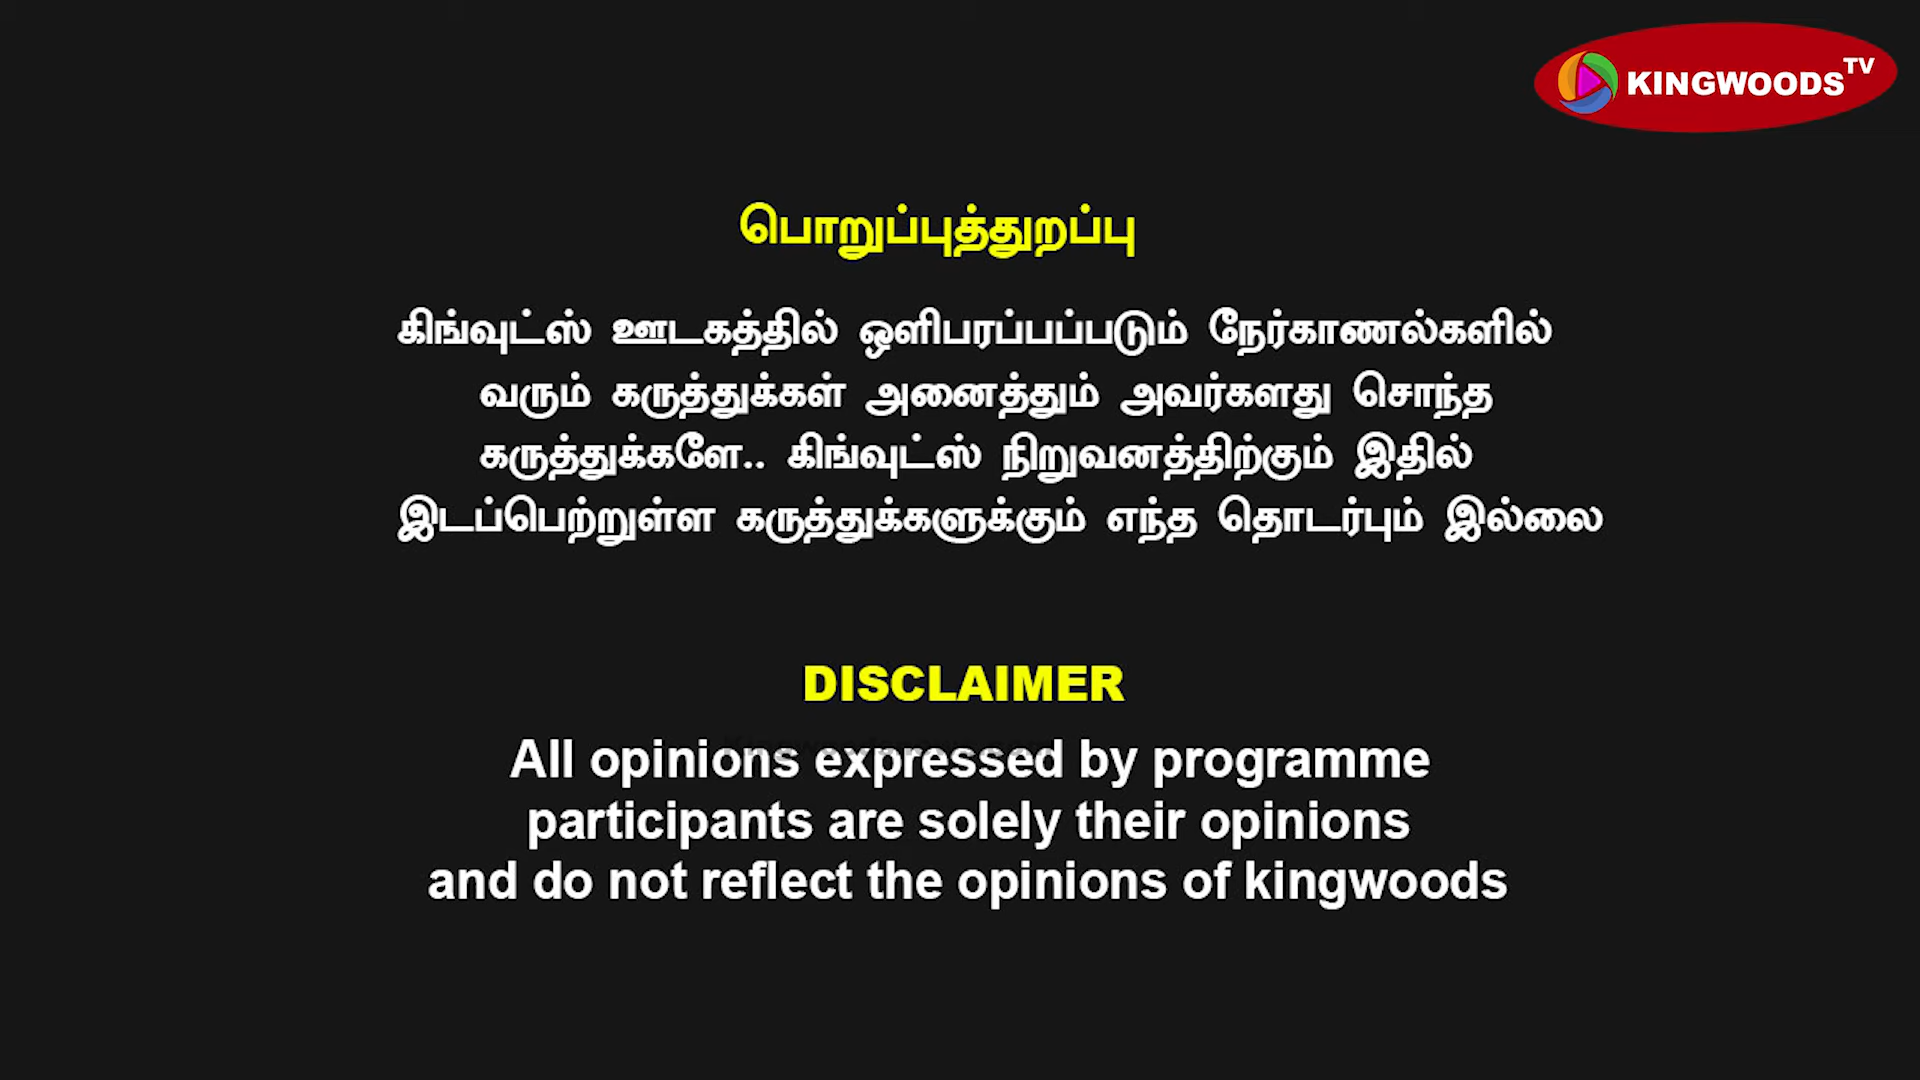 KINGWOODS TV
பொறுப்புத்துறப்பு
கிங்வுட்ஸ் ஊடகத்தில் ஒளிபரப்பப்படும் நேர்காணல்களில்
வரும் கருத்துக்கள் அனைத்தும் அவர்களது சொந்த
கருத்துக்களே.. கிங்வுட்ஸ் நிறுவனத்திற்கும் இதில்
இடப்பெற்றுள்ள கருத்துக்களுக்கும் எந்த தொடர்பும் இல்லை
DISCLAIMER
All opinions expressed by programme
participants are solely their opinions
and do not reflect the opinions of kingwoods